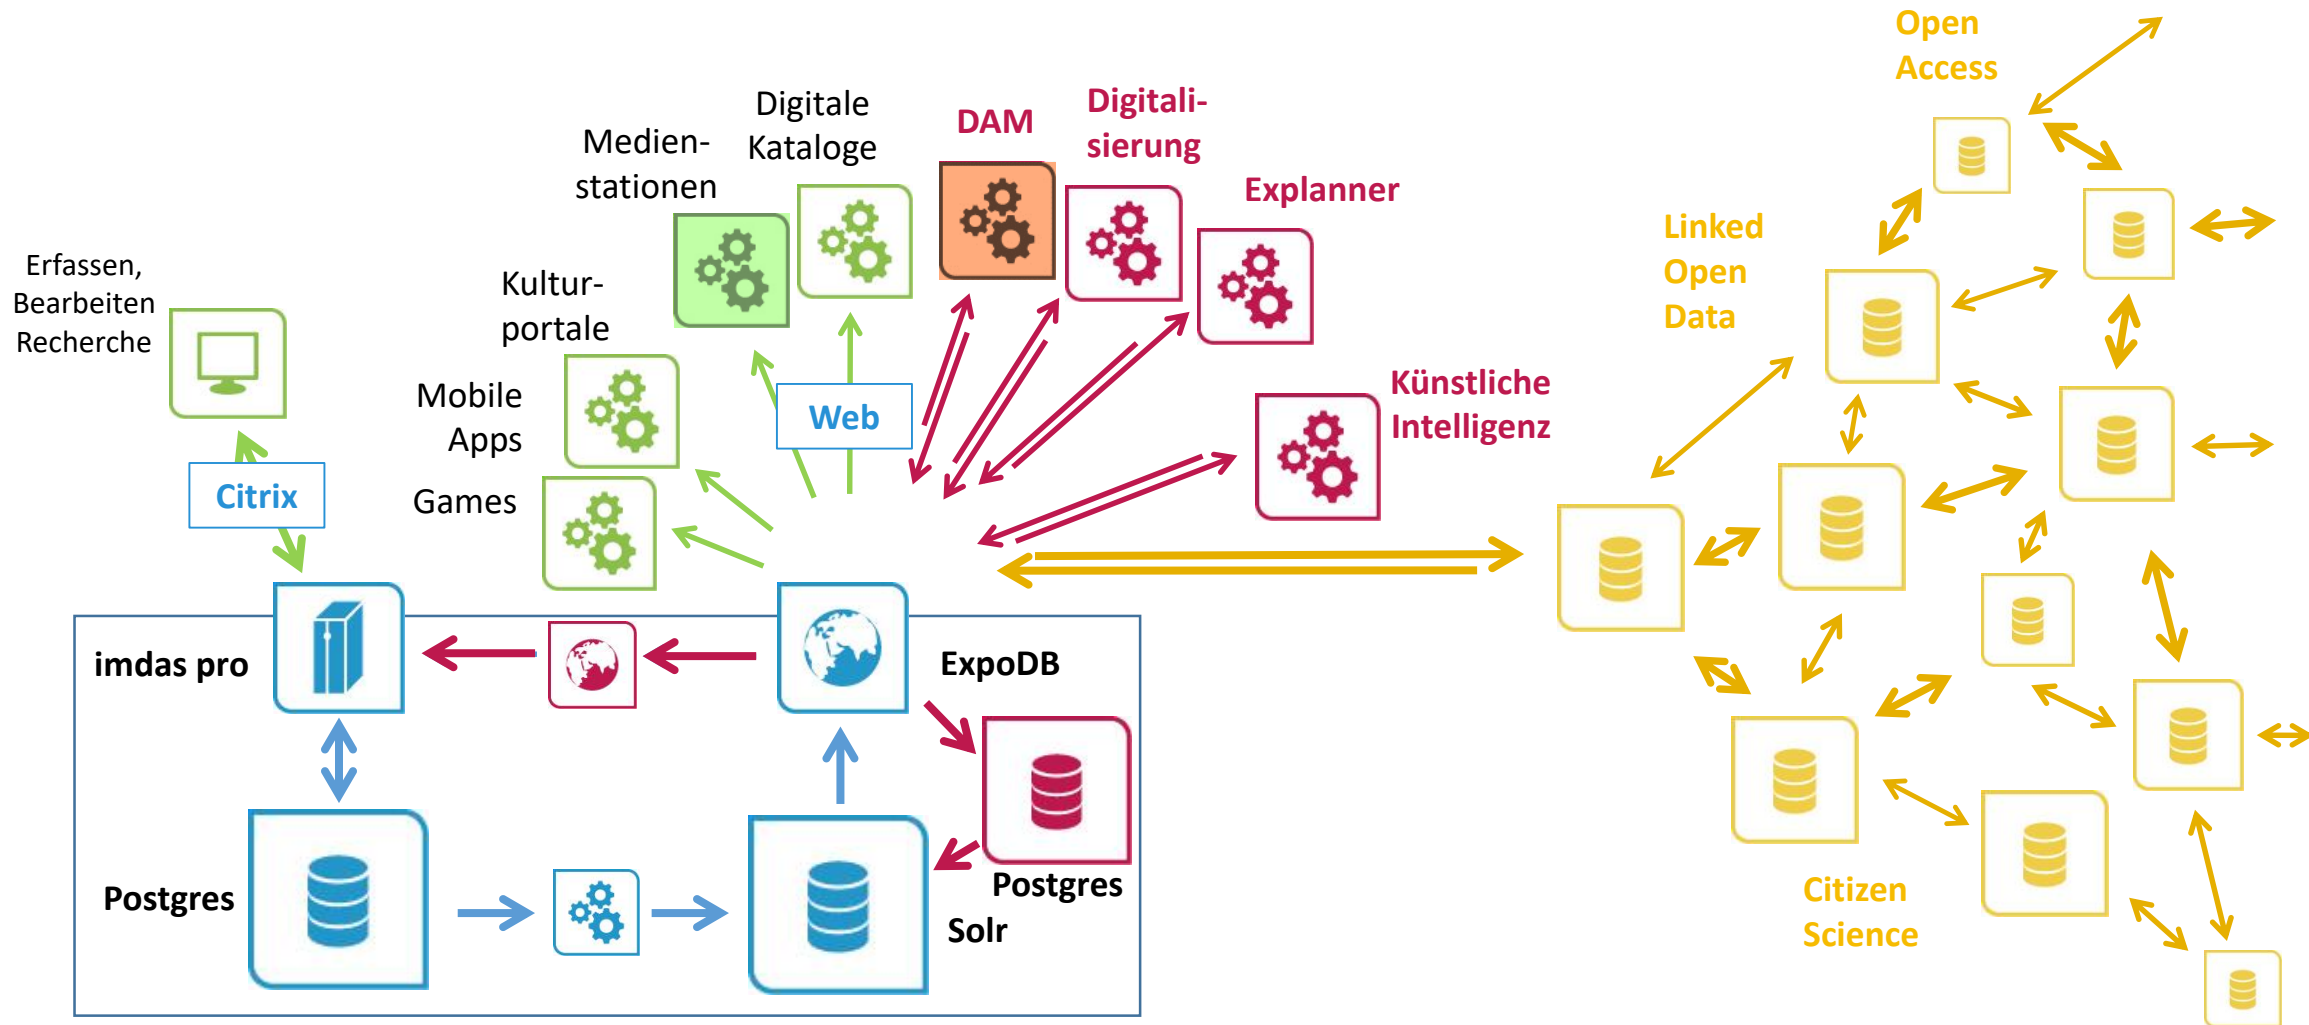 Open
Access
Digitale
Kataloge
DAM
Digitali-
sierung
Medien-
stationen
Explanner
Linked
Open
Data
Erfassen,
Bearbeiten
Recherche
Kultur-
portale
Mobile
Apps
Web
Künstliche
Intelligenz
Citrix
Games
imdas pro
ExpoDB
Postgres
Postgres
Solr
Citizen
Science